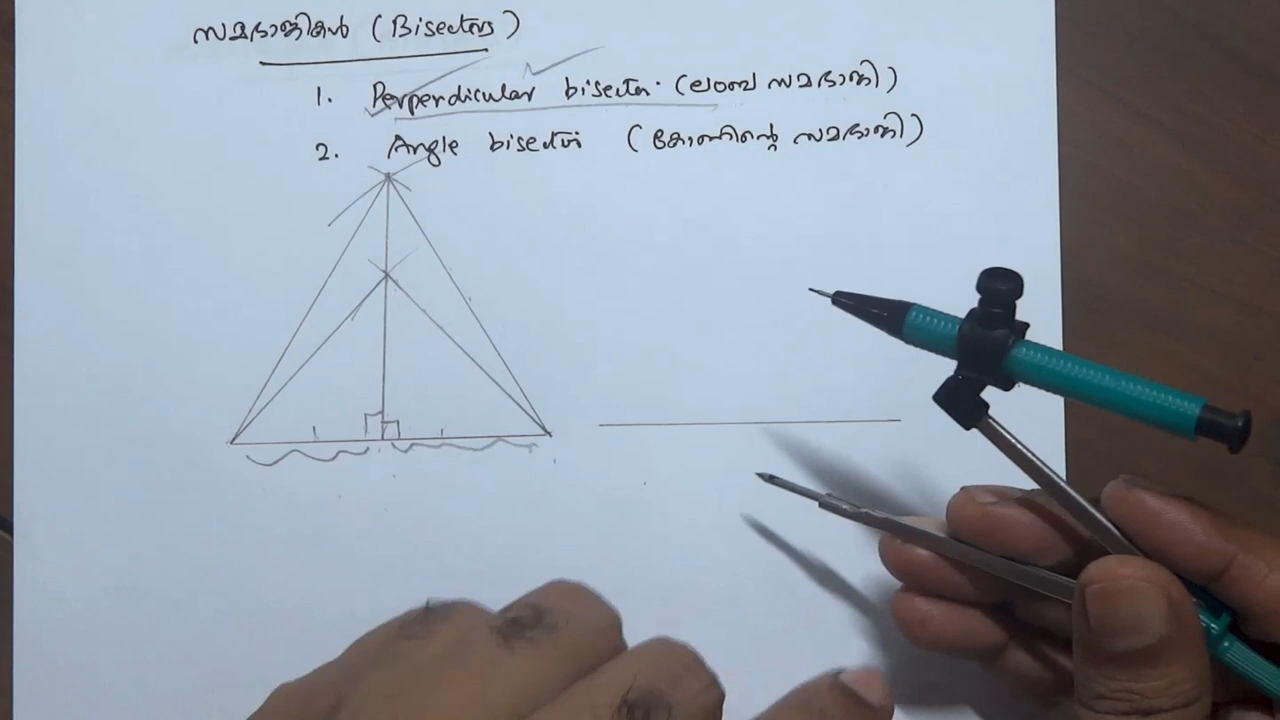 സമഭാജികൾ (Bisectors)
1. Perpendicular bisector. (ലംബ സമഭാജി)
2. Angle bisector (കോണിന്റെ സമഭാജി)